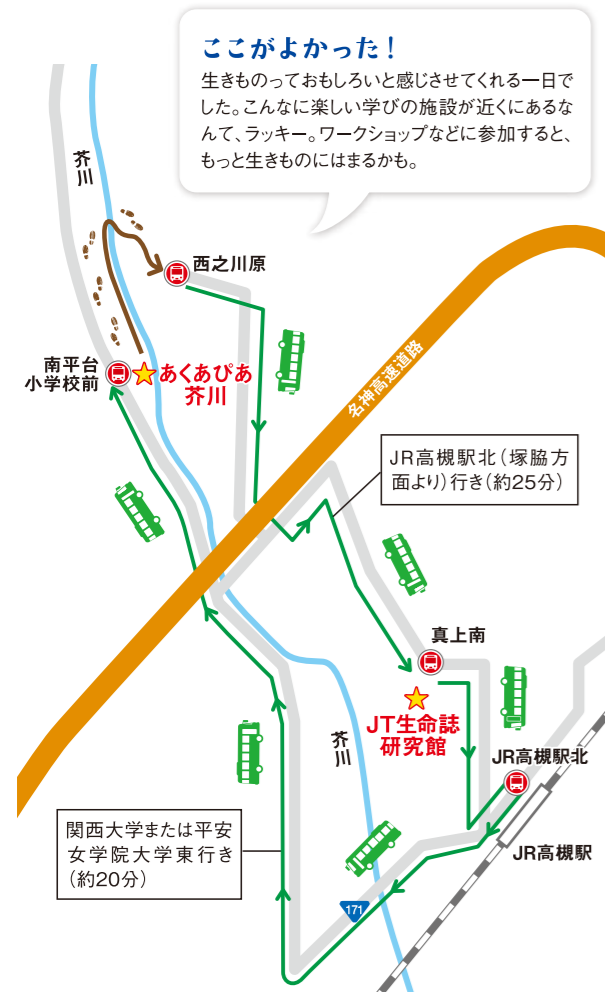 ここがよかった！
生きものっておもしろいと感じさせてくれる一日で
した。こんなに楽しい学びの施設が近くにあるな
んて、ラッキー。ワークショップなどに参加すると、
もっと生きものにはまるかも。
芥川
西之川原
南平台
小学校前
あくあぴあ
芥川
名神高速道路
JR高槻駅北（塚脇方
面より）行き（約25分）
真上南
JT生命誌
研究館
芥川
JR高槻駅北
関西大学または平安
女学院大学東行き
（約20分）
JR高槻駅
171